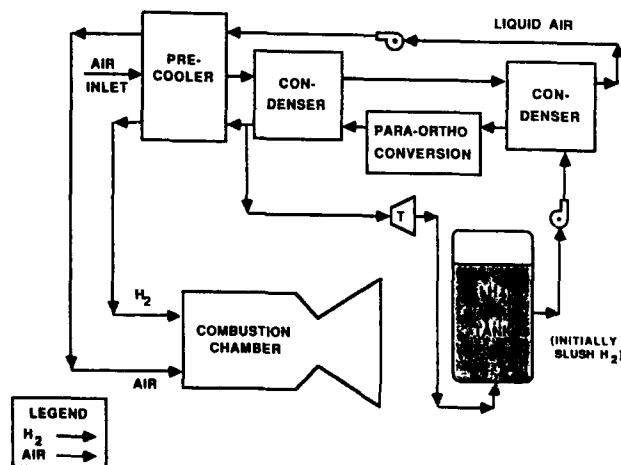 LIQUID AIR
PRE-
COOLER
AIR
INLET
CON-
DENSER
CON-
DENSER
PARA-ORTHO
CONVERSION
T
H2
COMBUSTION
CHAMBER
AIR
TANK
(INITIALLY
SLUSH H2)
LEGEND
H2
AIR